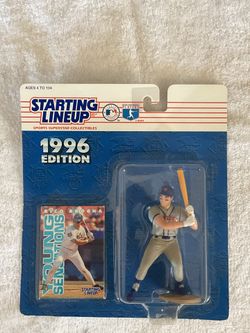 AGES 4 TO 104
STARTING
LINEUP
SPORTS SUPERSTAR COLLECTIBLES
1996
EDITION
YOUNG
SENSATIONS
STARTING
LINEUP